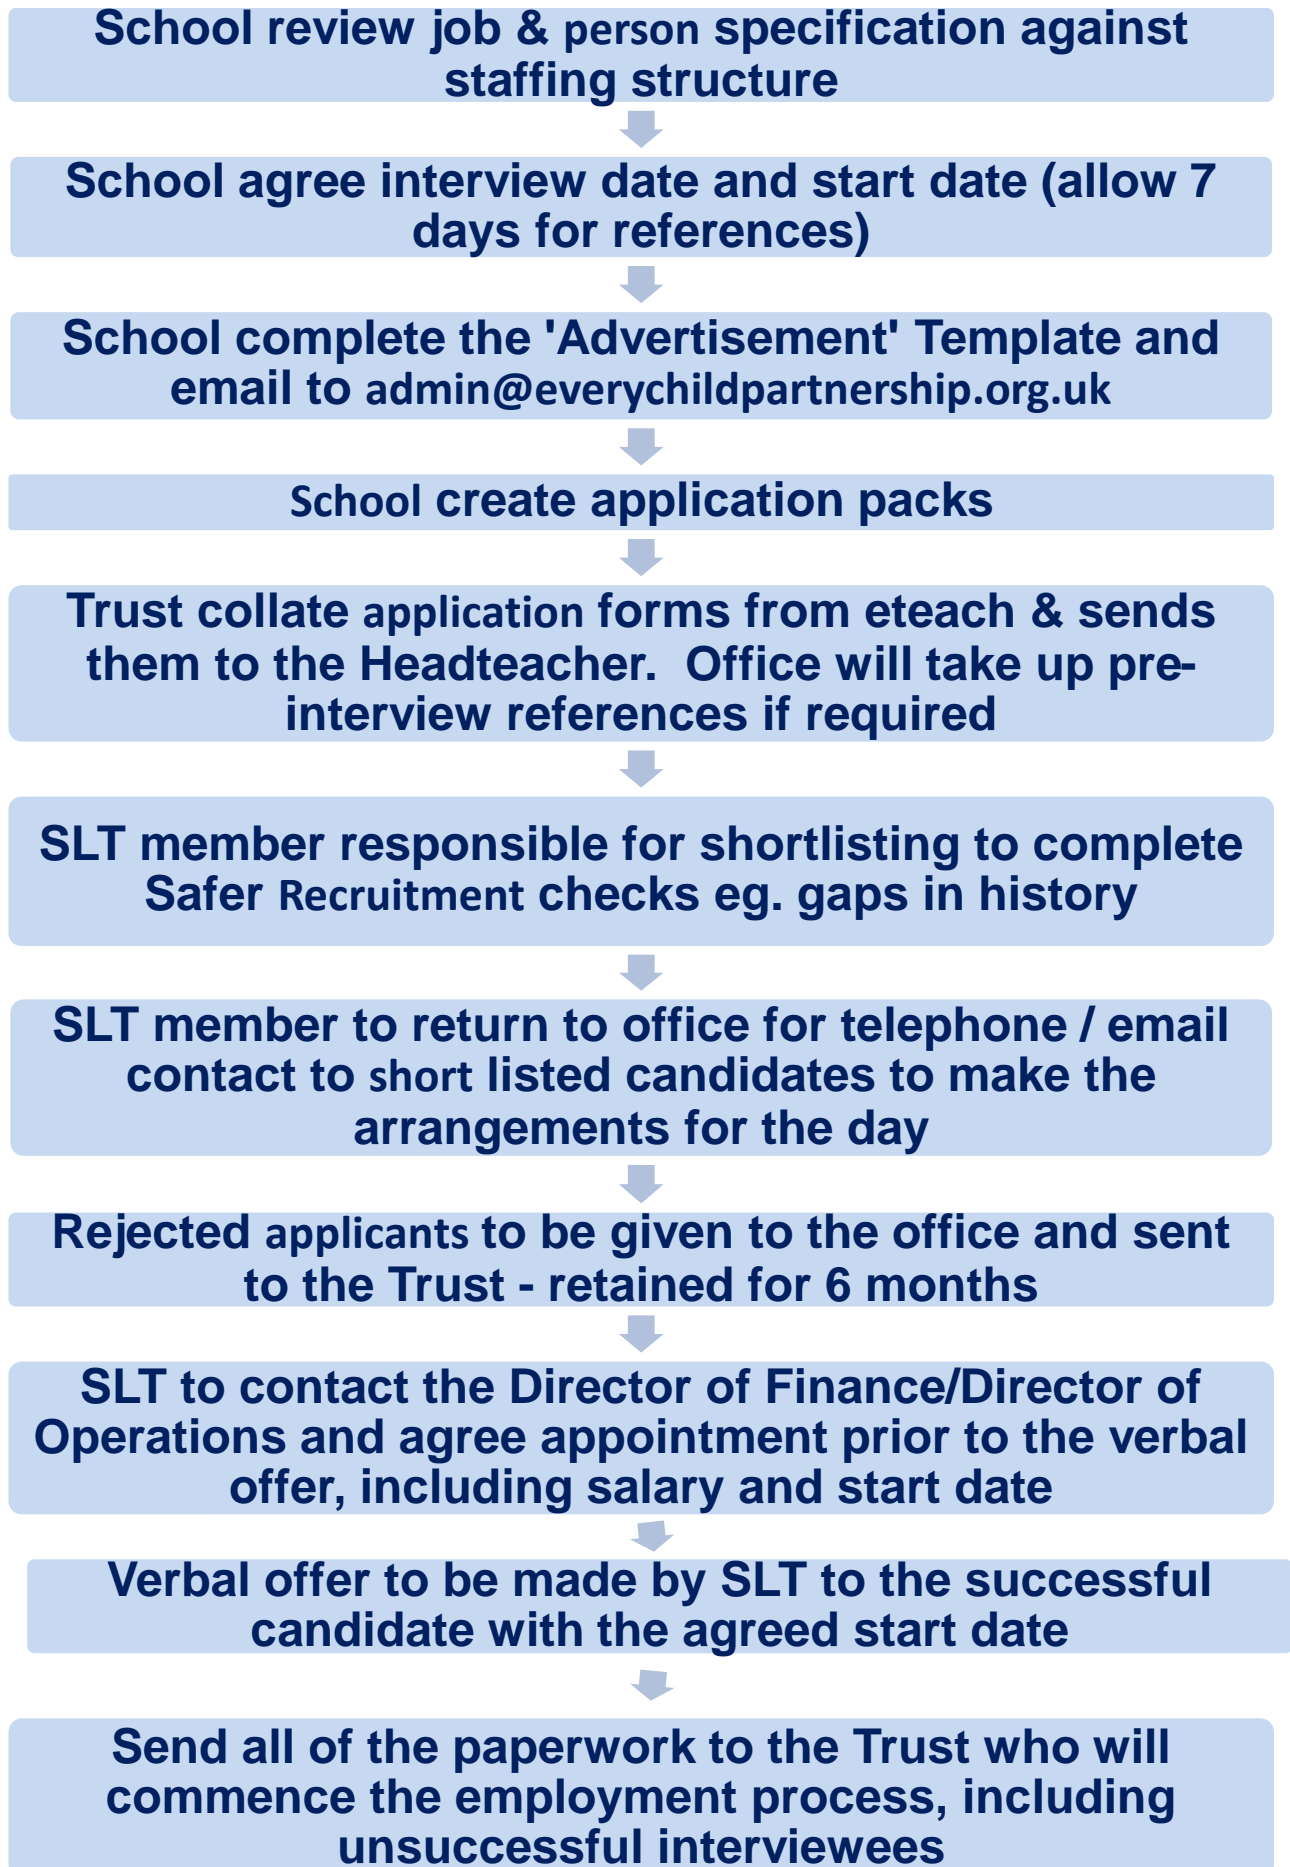 School review job & person specification against
staffing structure
School agree interview date and start date (allow 7
days for references)
School complete the 'Advertisement' Template and
email to admin@everychildpartnership.org.uk
School create application packs
Trust collate application forms from eteach & sends
them to the Headteacher.  Office will take up pre-
interview references if required
SLT member responsible for shortlisting to complete
Safer Recruitment checks eg. gaps in history
SLT member to return to office for telephone / email
contact to short listed candidates to make the
arrangements for the day
Rejected applicants to be given to the office and sent
to the Trust - retained for 6 months
SLT to contact the Director of Finance/Director of
Operations and agree appointment prior to the verbal
offer, including salary and start date
Verbal offer to be made by SLT to the successful
candidate with the agreed start date
Send all of the paperwork to the Trust who will
commence the employment process, including
unsuccessful interviewees